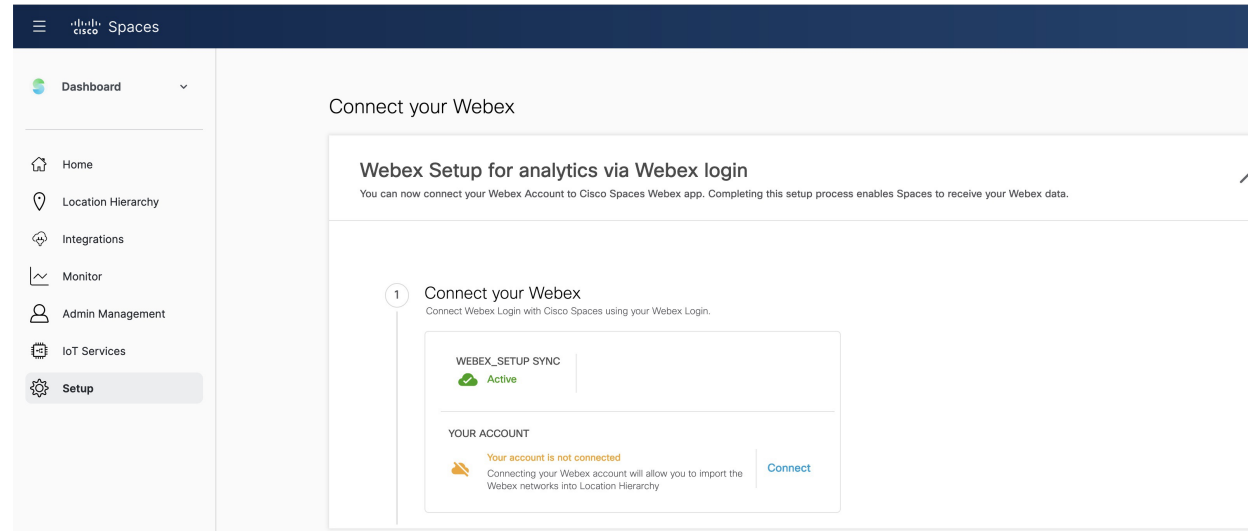 cisco Spaces
Dashboard
Home
Location Hierarchy
Integrations
Monitor
Admin Management
IoT Services
Setup
Connect your Webex
Webex Setup for analytics via Webex login
You can now connect your Webex Account to Cisco Spaces Webex app. Completing this setup process enables Spaces to receive your Webex data.
1
Connect your Webex
Connect Webex Login with Cisco Spaces using your Webex Login.
WEBEX_SETUP SYNC
Active
YOUR ACCOUNT
Your account is not connected
Connecting your Webex account will allow you to import the
Webex networks into Location Hierarchy
Connect